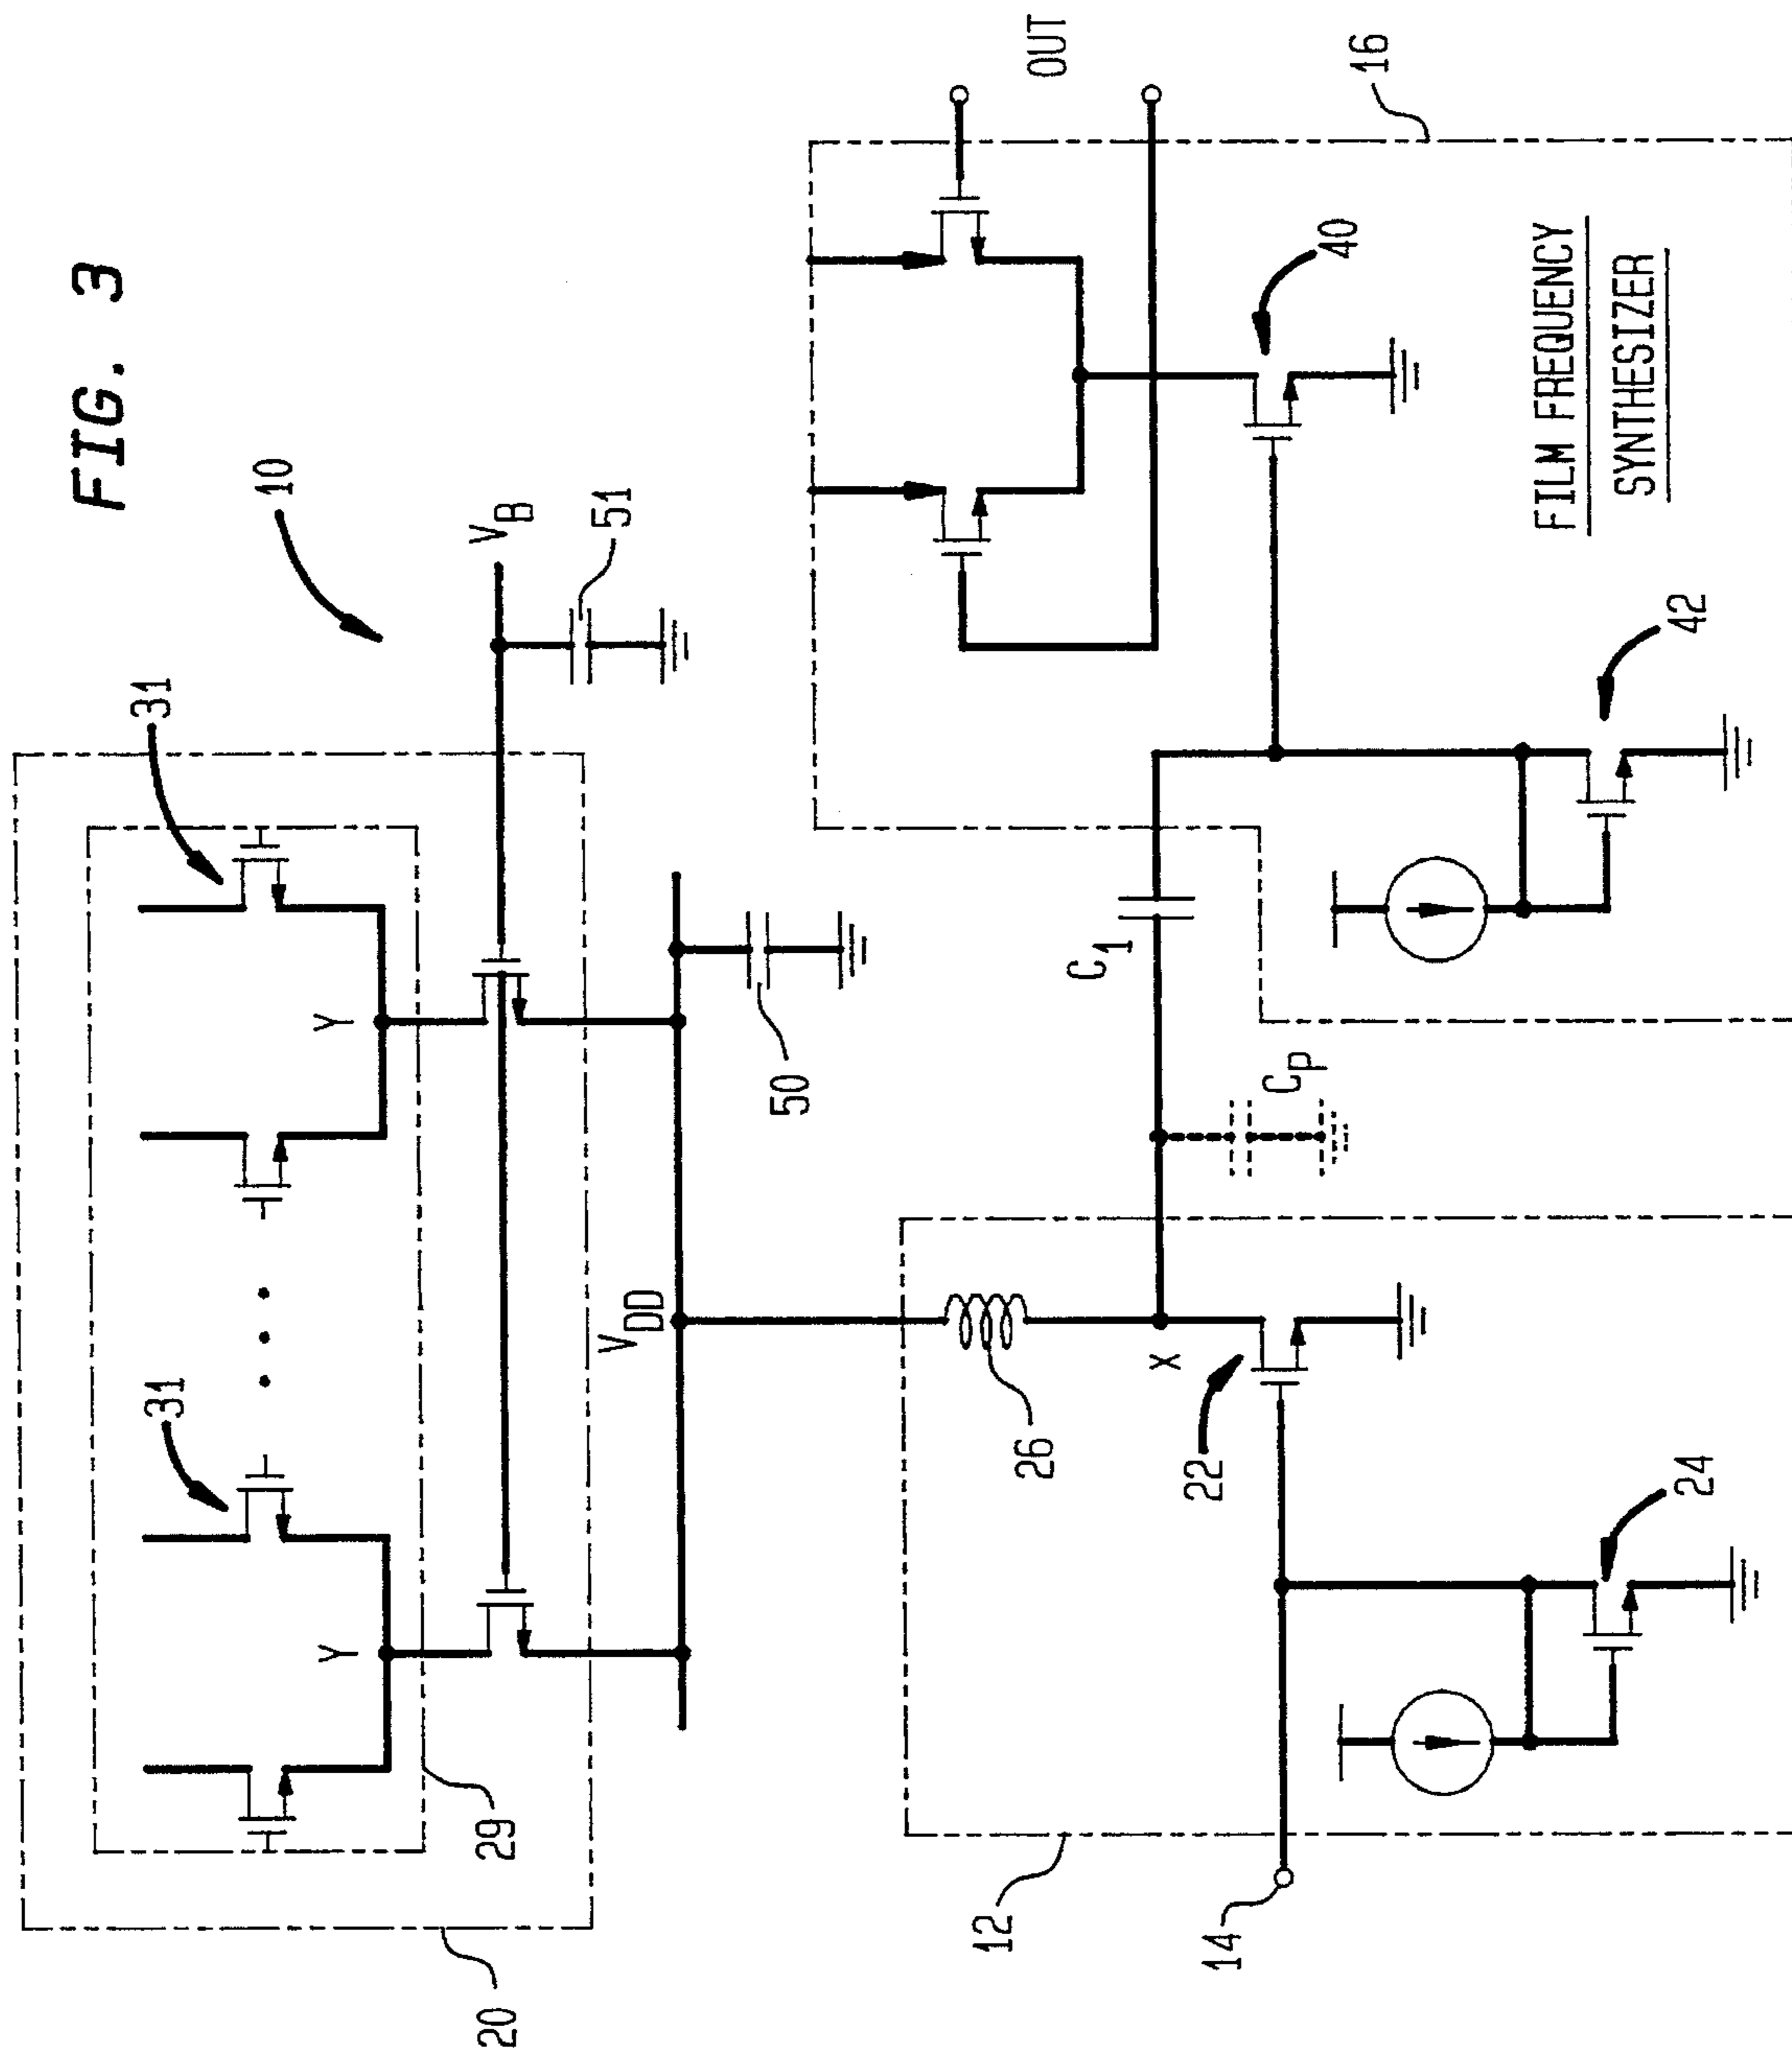 FIG. 3
10
31
31
Y
Y
V_B
51
29
20
V_DD
50
OUT
16
12
14
26
X
22
24
C_P
C_1
40
42
FILM FREQUENCY
SYNTHESIZER